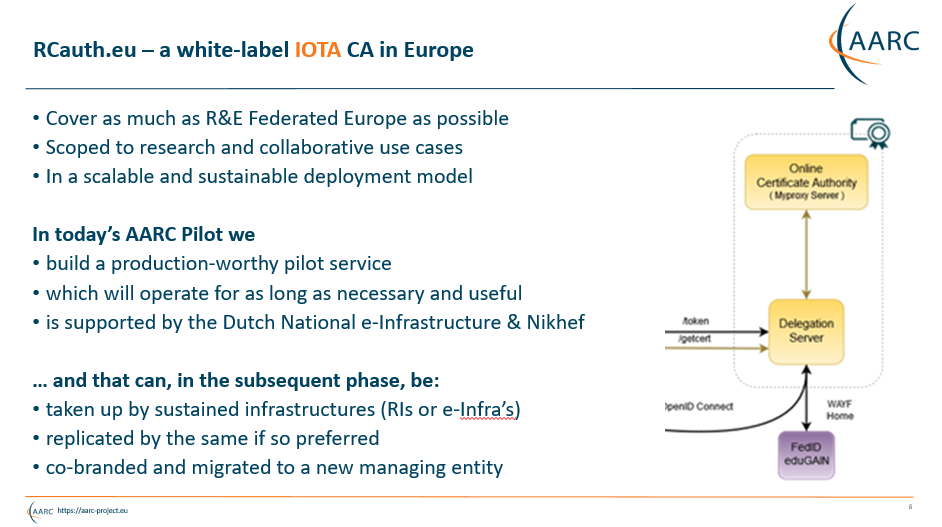 RCauth.eu – a white-label IOTA CA in Europe
AARC
• Cover as much as R&E Federated Europe as possible
• Scoped to research and collaborative use cases
• In a scalable and sustainable deployment model
In today's AARC Pilot we
• build a production-worthy pilot service
• which will operate for as long as necessary and useful
• is supported by the Dutch National e-Infrastructure & Nikhef
... and that can, in the subsequent phase, be:
• taken up by sustained infrastructures (RIs or e-Infra's)
• replicated by the same if so preferred
• co-branded and migrated to a new managing entity
Online
Certificate Authority
( Myproxy Server )
/token
/getcert
Delegation
Server
OpenID Connect
WAYF
Home
FedID
eduGAIN
AARC https://aarc-project.eu
8